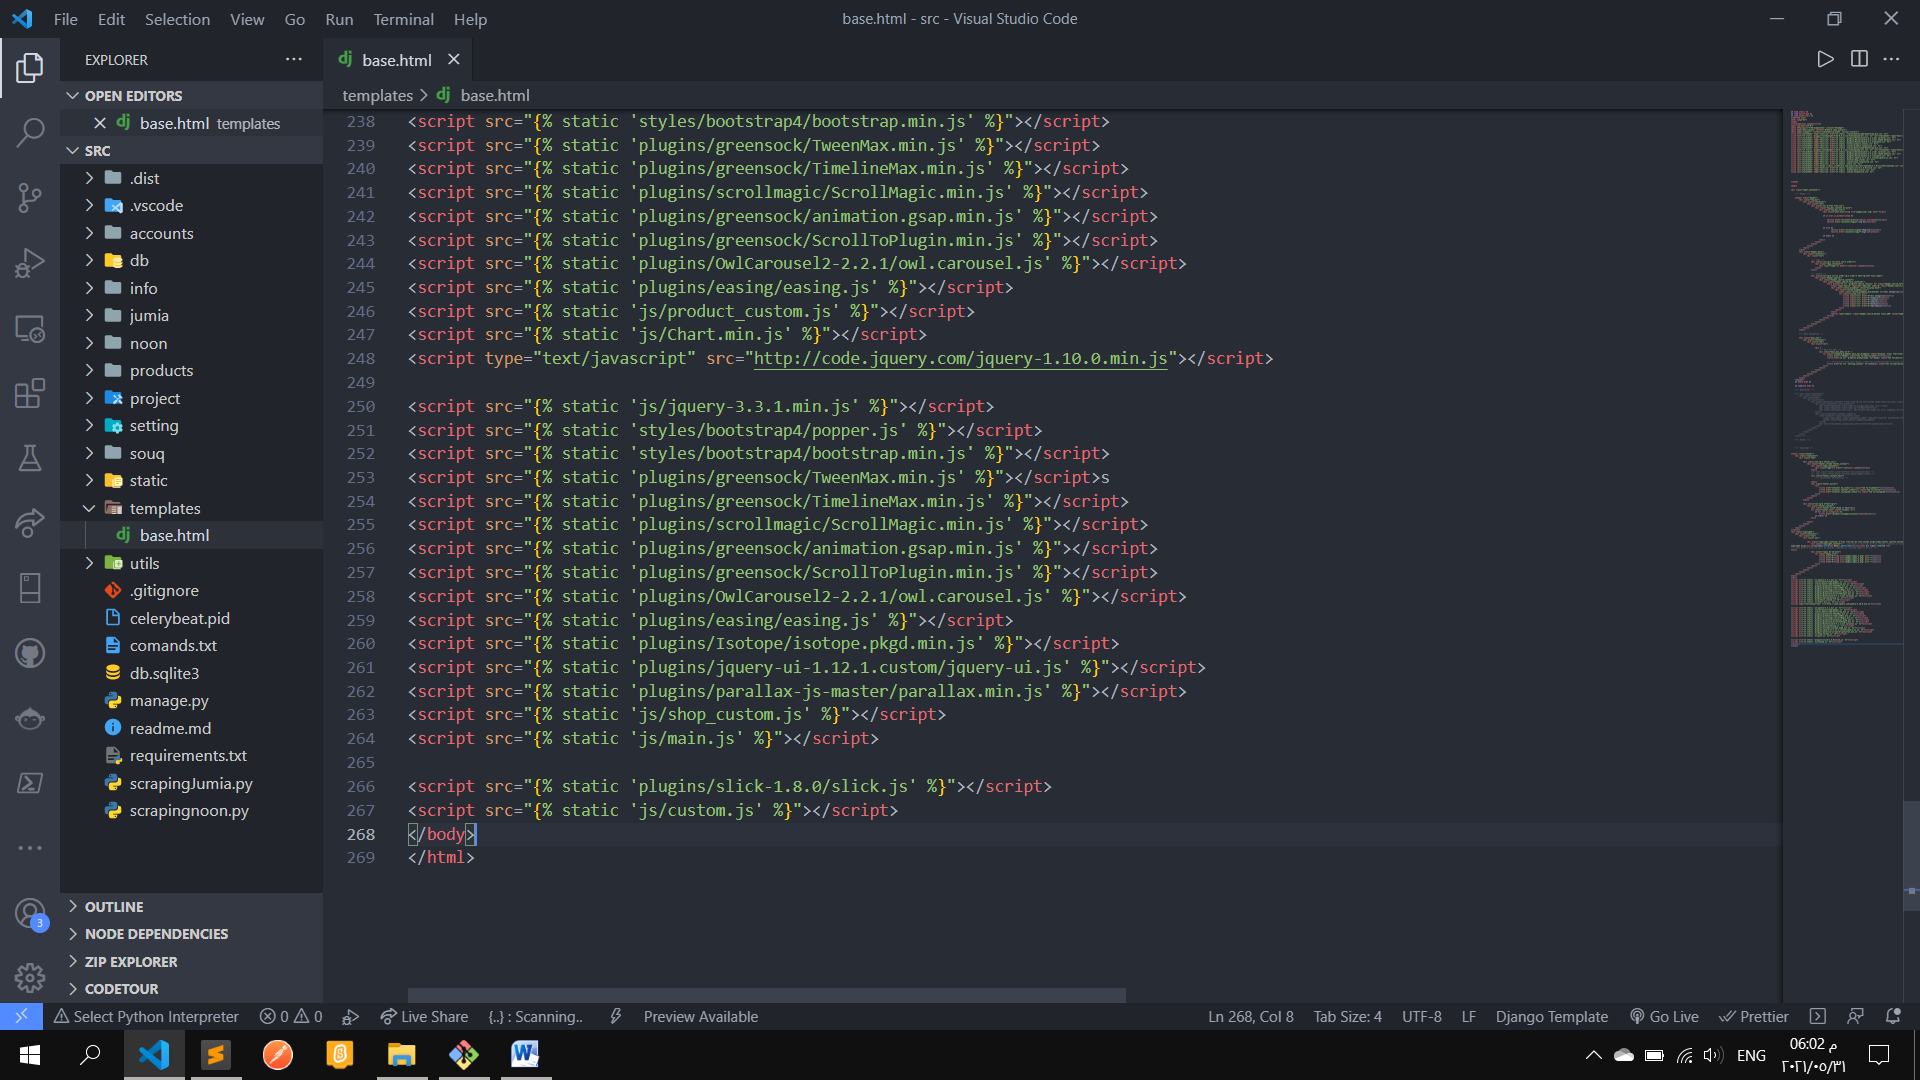 File Edit Selection View Go Run Terminal Help
base.html - src - Visual Studio Code
EXPLORER
base.html
OPEN EDITORS
base.html templates
SRC
.dist
.vscode
accounts
db
info
jumia
noon
products
project
setting
souq
static
templates
base.html
utils
.gitignore
celerybeat.pid
comands.txt
db.sqlite3
manage.py
readme.md
requirements.txt
scrapingJumia.py
scrapingnoon.py
OUTLINE
NODE DEPENDENCIES
ZIP EXPLORER
CODETOUR
3
templates > base.html
238 <script src="{% static 'styles/bootstrap4/bootstrap.min.js' %}"></script>
239 <script src="{% static 'plugins/greensock/TweenMax.min.js' %}"></script>
240 <script src="{% static 'plugins/greensock/TimelineMax.min.js' %}"></script>
241 <script src="{% static 'plugins/scrollmagic/ScrollMagic.min.js' %}"></script>
242 <script src="{% static 'plugins/greensock/animation.gsap.min.js' %}"></script>
243 <script src="{% static 'plugins/greensock/ScrollToPlugin.min.js' %}"></script>
244 <script src="{% static 'plugins/OwlCarousel2-2.2.1/owl.carousel.js' %}"></script>
245 <script src="{% static 'plugins/easing/easing.js' %}"></script>
246 <script src="{% static 'js/product_custom.js' %}"></script>
247 <script src="{% static 'js/Chart.min.js' %}"></script>
248 <script type="text/javascript" src="http://code.jquery.com/jquery-1.10.0.min.js"></script>
249
250 <script src="{% static 'js/jquery-3.3.1.min.js' %}"></script>
251 <script src="{% static 'styles/bootstrap4/popper.js' %}"></script>
252 <script src="{% static 'styles/bootstrap4/bootstrap.min.js' %}"></script>
253 <script src="{% static 'plugins/greensock/TweenMax.min.js' %}"></script>s
254 <script src="{% static 'plugins/greensock/TimelineMax.min.js' %}"></script>
255 <script src="{% static 'plugins/scrollmagic/ScrollMagic.min.js' %}"></script>
256 <script src="{% static 'plugins/greensock/animation.gsap.min.js' %}"></script>
257 <script src="{% static 'plugins/greensock/ScrollToPlugin.min.js' %}"></script>
258 <script src="{% static 'plugins/OwlCarousel2-2.2.1/owl.carousel.js' %}"></script>
259 <script src="{% static 'plugins/easing/easing.js' %}"></script>
260 <script src="{% static 'plugins/Isotope/isotope.pkgd.min.js' %}"></script>
261 <script src="{% static 'plugins/jquery-ui-1.12.1.custom/jquery-ui.js' %}"></script>
262 <script src="{% static 'plugins/parallax-js-master/parallax.min.js' %}"></script>
263 <script src="{% static 'js/shop_custom.js' %}"></script>
264 <script src="{% static 'js/main.js' %}"></script>
265
266 <script src="{% static 'plugins/slick-1.8.0/slick.js' %}"></script>
267 <script src="{% static 'js/custom.js' %}"></script>
268 </body>
269 </html>
Select Python Interpreter 0 0 Live Share {..} : Scanning.. Preview Available Ln 268, Col 8 Tab Size: 4 UTF-8 LF Django Template Go Live Prettier
ENG
06:02 م
٢٠٢١/٠٥/٣١